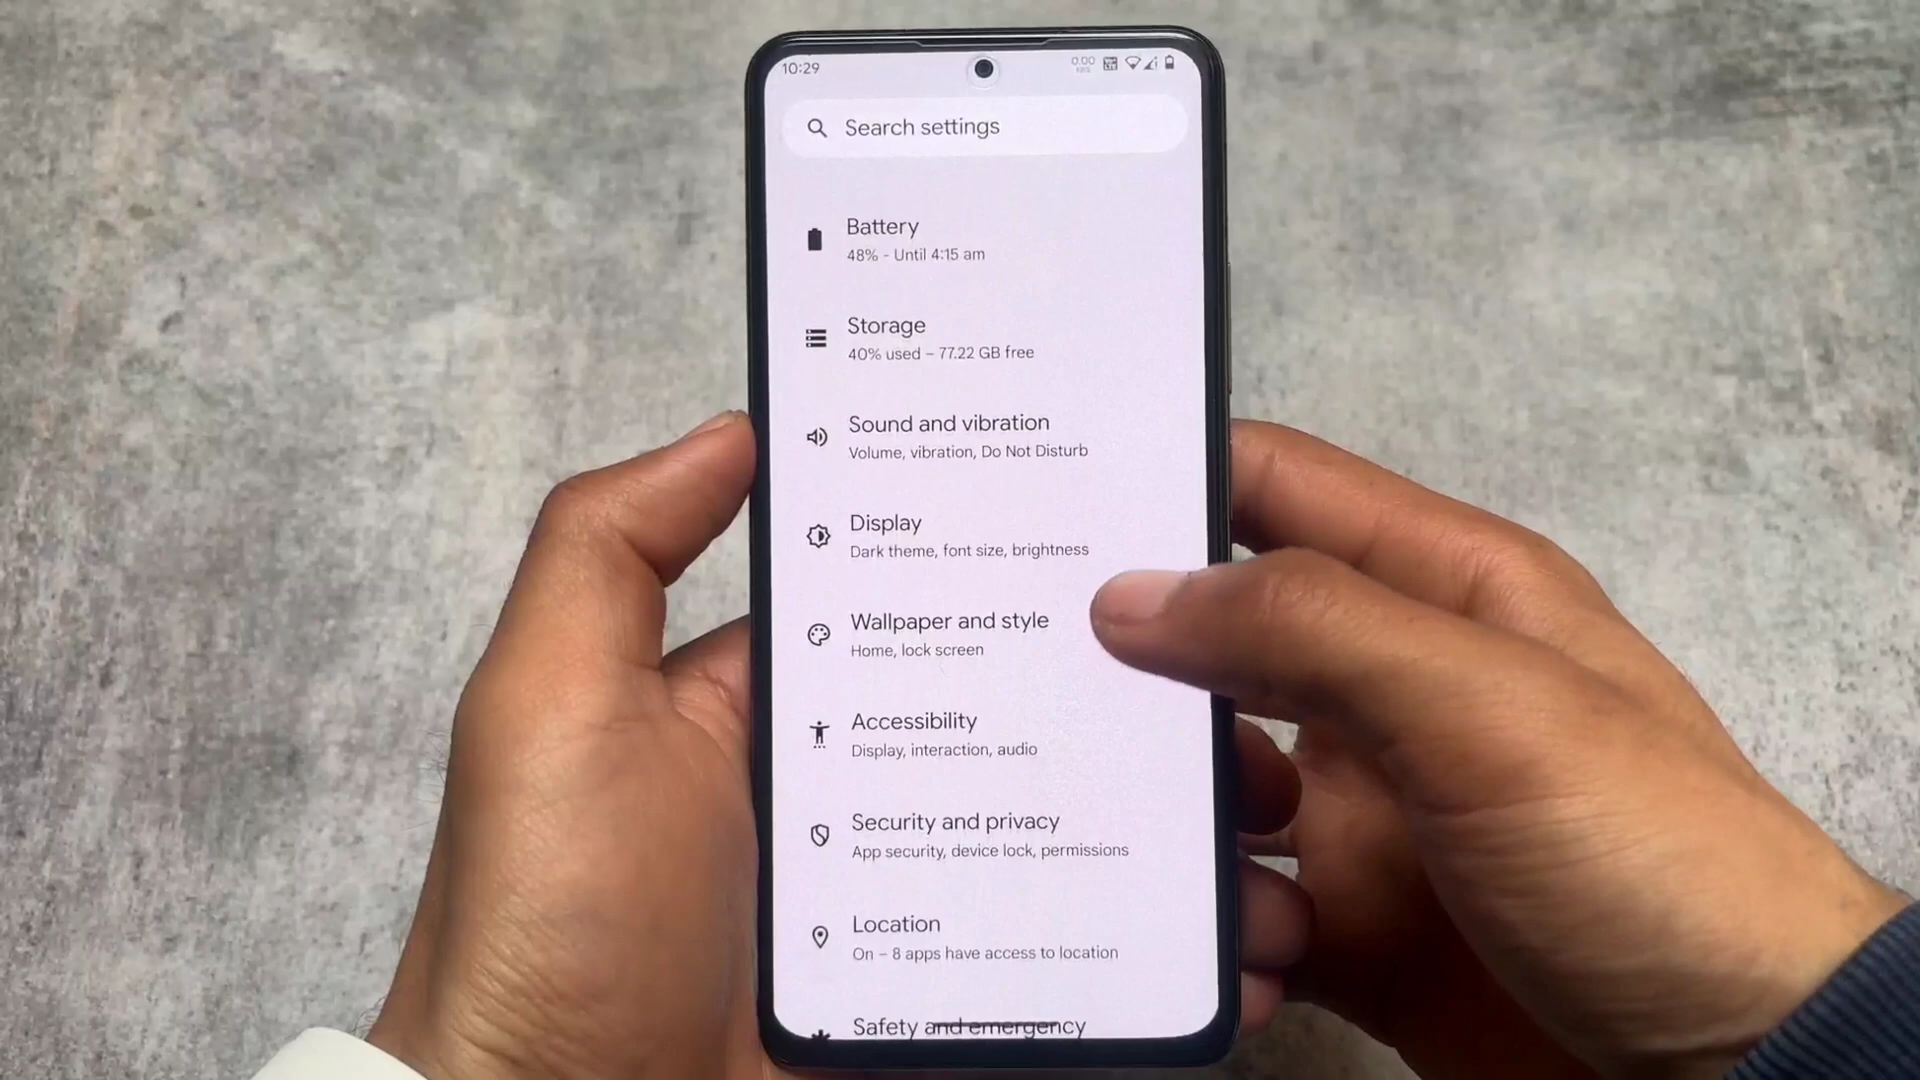 10:29
0.00
Search settings
Battery
48% - Until 4:15 am
Storage
40% used – 77.22 GB free
Sound and vibration
Volume, vibration, Do Not Disturb
Display
Dark theme, font size, brightness
Wallpaper and style
Home, lock screen
Accessibility
Display, interaction, audio
Security and privacy
App security, device lock, permissions
Location
On – 8 apps have access to location
Safety and emergency